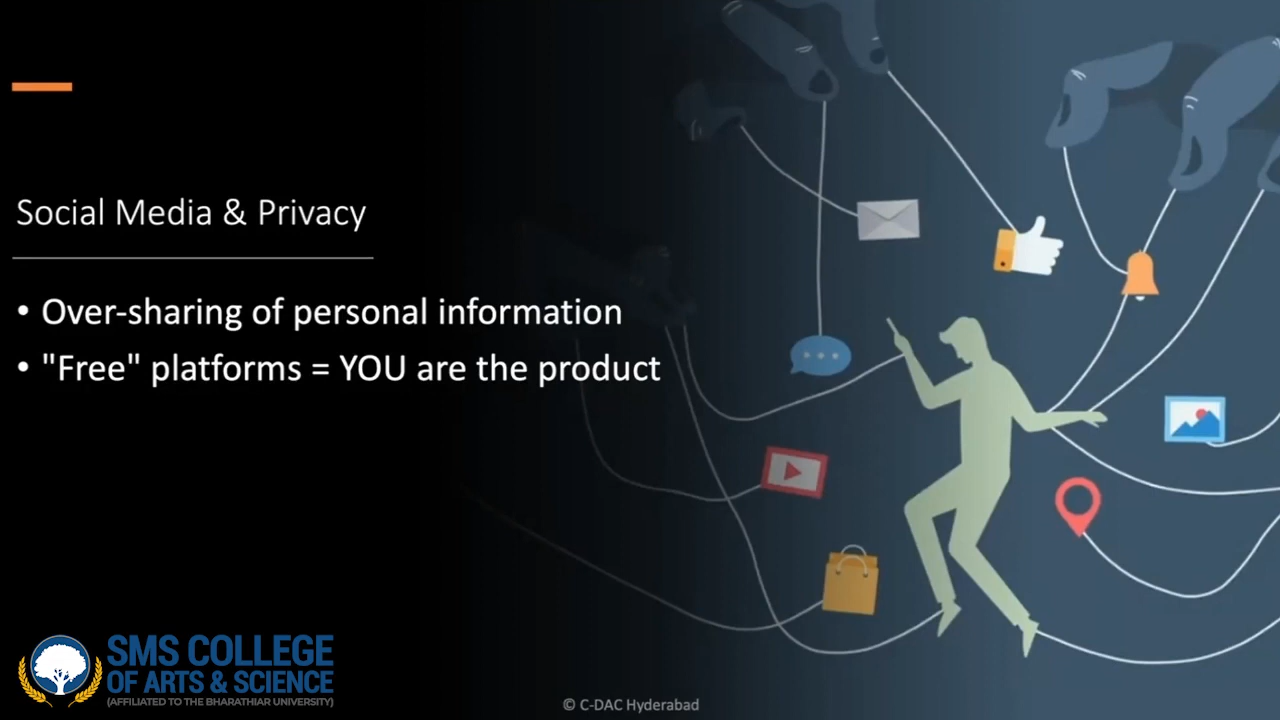 Social Media & Privacy
• Over-sharing of personal information
• "Free" platforms = YOU are the product
SMS COLLEGE
OF ARTS & SCIENCE
(AFFILIATED TO THE BHARATHIAR UNIVERSITY)
© C-DAC Hyderabad